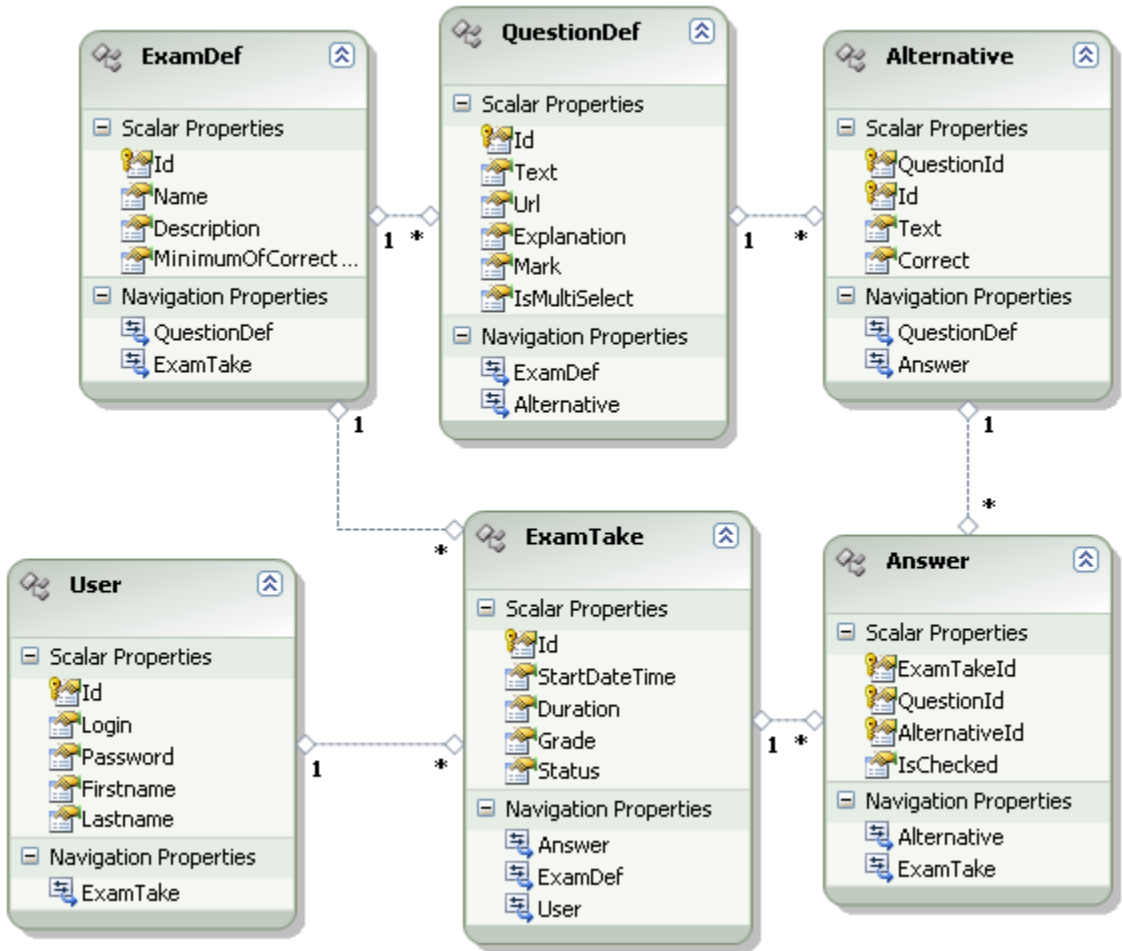 ExamDef
Scalar Properties
Id
Name
Description
MinimumOfCorrect ...
Navigation Properties
QuestionDef
ExamTake
1 *
QuestionDef
Scalar Properties
Id
Text
Url
Explanation
Mark
IsMultiSelect
Navigation Properties
ExamDef
Alternative
1 *
Alternative
Scalar Properties
QuestionId
Id
Text
Correct
Navigation Properties
QuestionDef
Answer
1
*
1
*
User
Scalar Properties
Id
Login
Password
Firstname
Lastname
Navigation Properties
ExamTake
1
*
ExamTake
Scalar Properties
Id
StartDateTime
Duration
Grade
Status
Navigation Properties
Answer
ExamDef
User
1 *
Answer
Scalar Properties
ExamTakeId
QuestionId
AlternativeId
IsChecked
Navigation Properties
Alternative
ExamTake